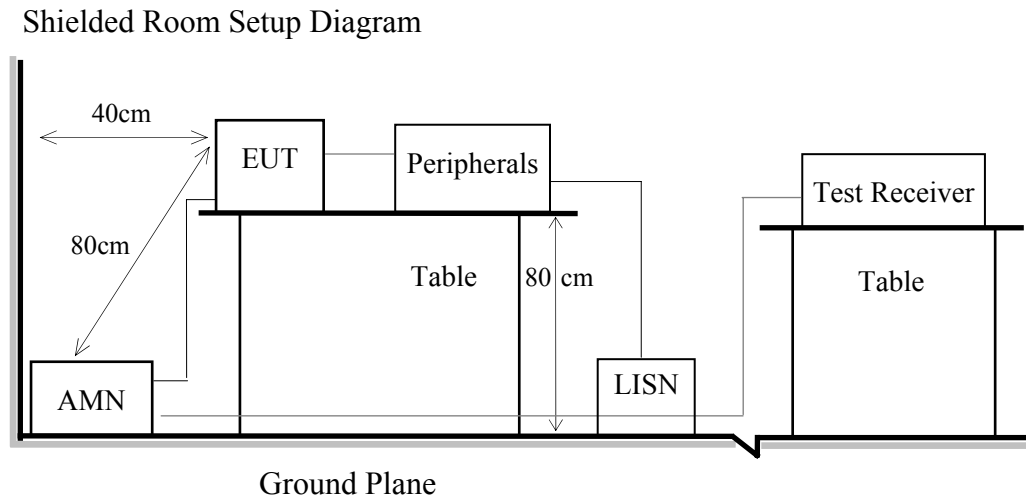 Shielded Room Setup Diagram
40cm
EUT
Peripherals
Test Receiver
80cm
Table
80 cm
Table
AMN
LISN
Ground Plane